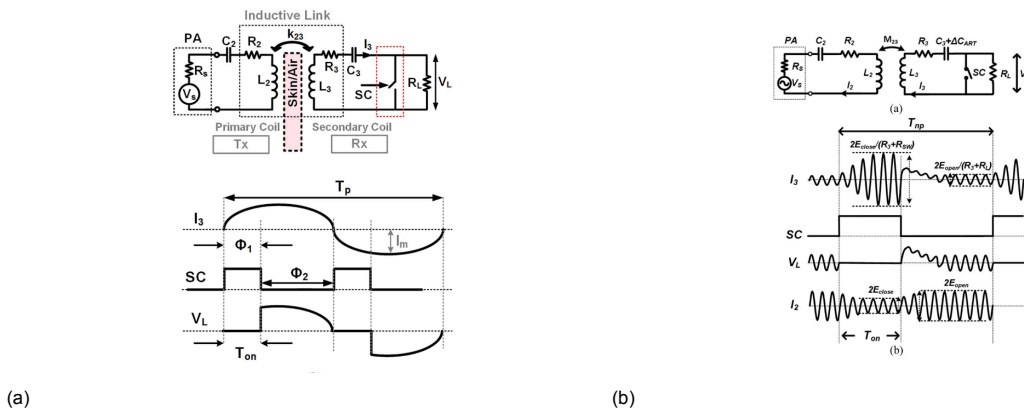 Inductive Link
PA
C2
R2
k23
R3
C3
I3
Rs
Vs
L2
Skin/Air
L3
SC
RL
VL
Primary Coil
Secondary Coil
Tx
Rx
Tp
I3
Im
Φ1
SC
Φ2
VL
Ton
(a)
PA
C2
R2
M23
R3
C3+ΔCART
RS
VS
L2
L3
SC
RL
I2
I3
(a)
Tnp
2Eclose/(R3+RSW)
2Eopen/(R3+RL)
I3
SC
VL
2Eclose
2Eopen
I2
Ton
(b)
(b)